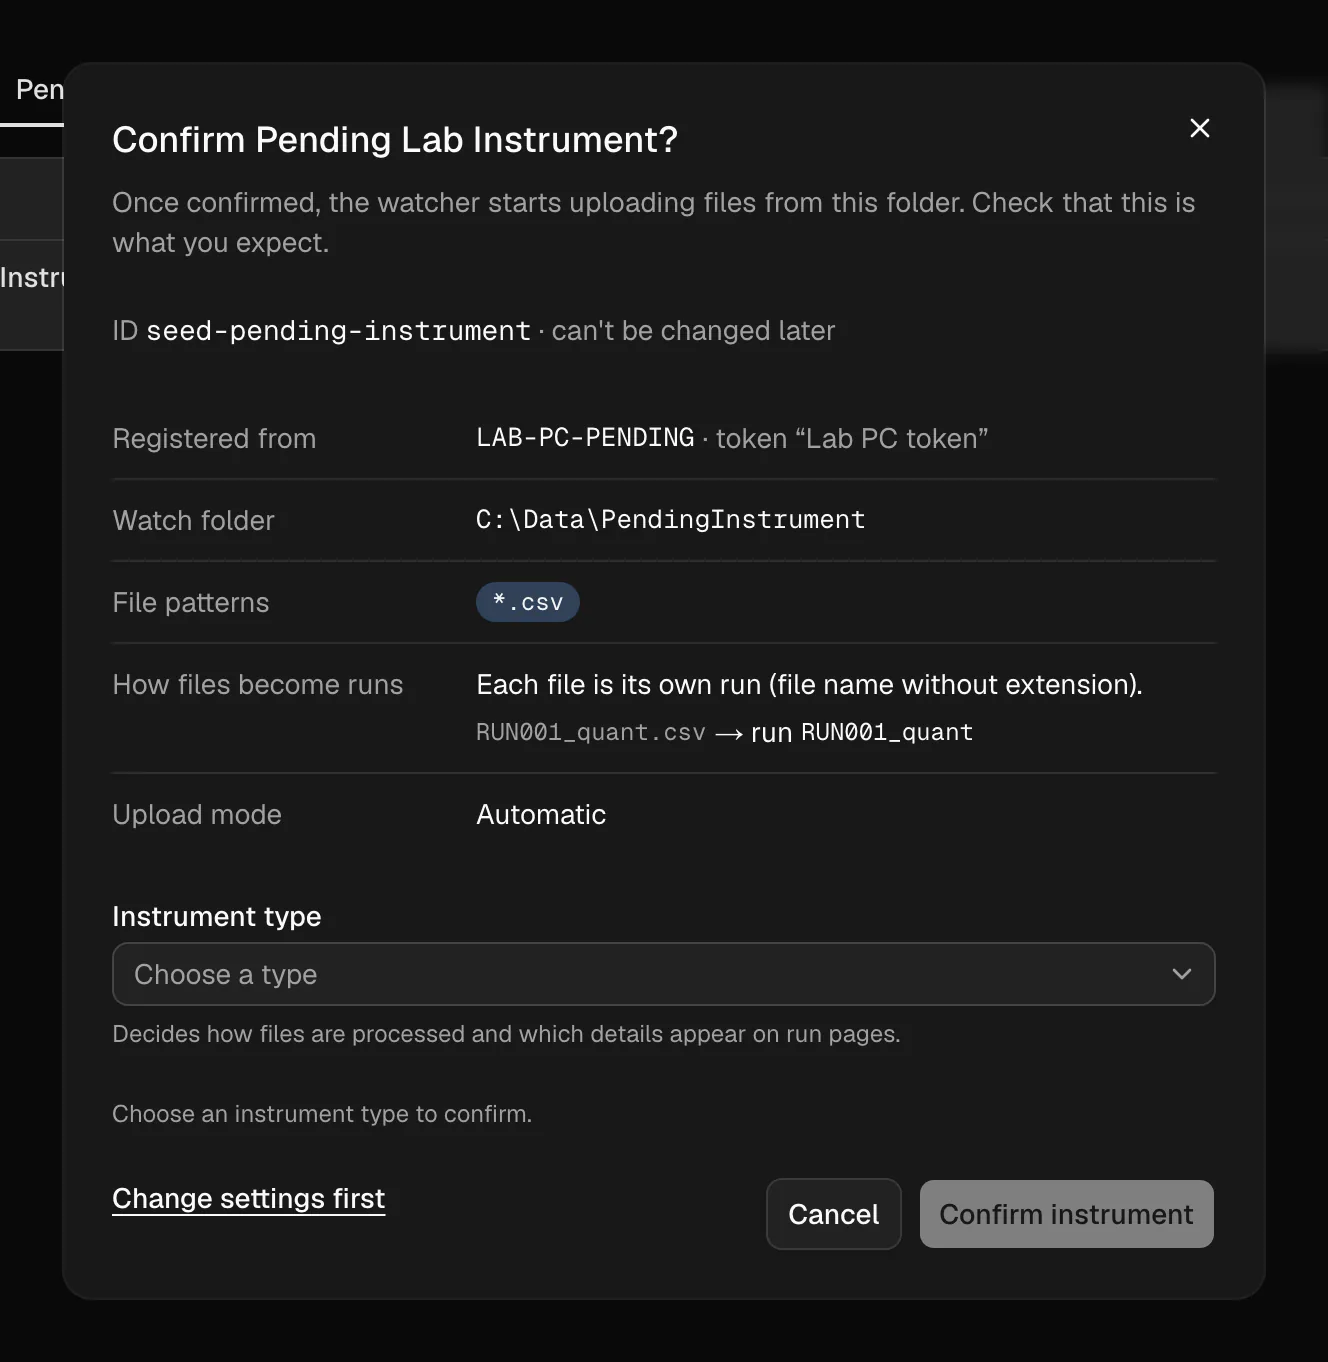 Pen
Confirm Pending Lab Instrument?
Once confirmed, the watcher starts uploading files from this folder. Check that this is
what you expect.
Instru
ID seed-pending-instrument · can't be changed later
Registered from LAB-PC-PENDING · token “Lab PC token”
Watch folder C:\Data\PendingInstrument
File patterns *.csv
How files become runs Each file is its own run (file name without extension).
RUN001_quant.csv → run RUN001_quant
Upload mode Automatic
Instrument type
Choose a type
Decides how files are processed and which details appear on run pages.
Choose an instrument type to confirm.
Change settings first Cancel Confirm instrument